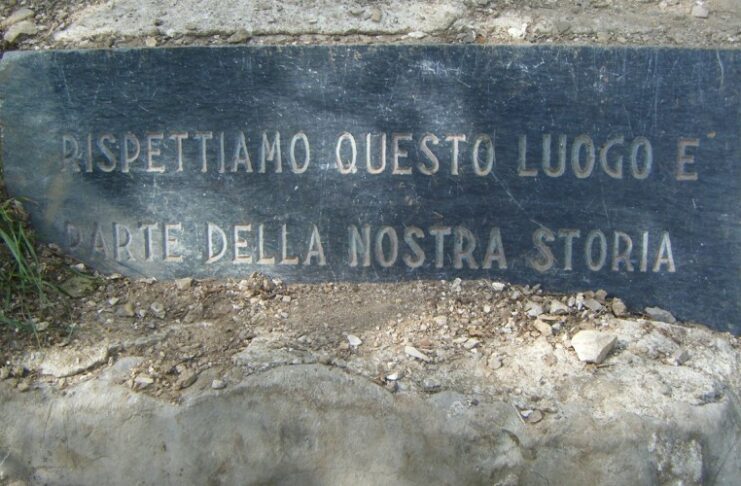 RISPETTIAMO QUESTO LUOGO E'
PARTE DELLA NOSTRA STORIA